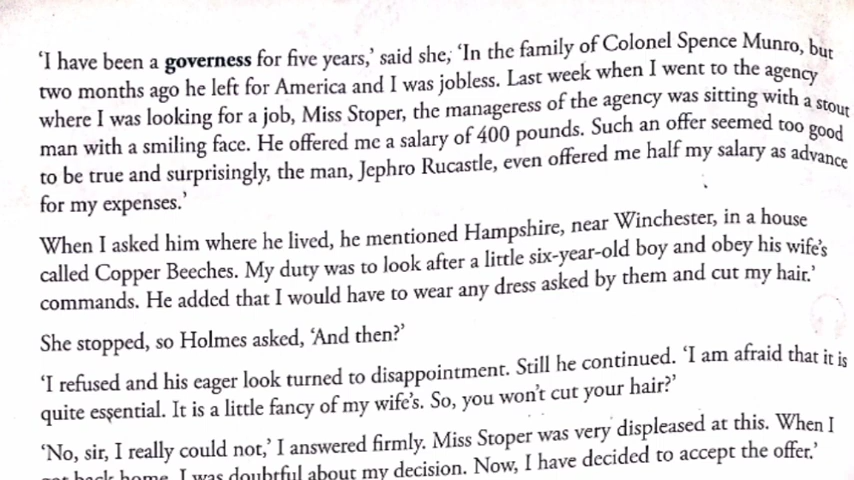 ‘I have been a governess for five years,’ said she, ‘In the family of Colonel Spence Munro, but
two months ago he left for America and I was jobless. Last week when I went to the agency
where I was looking for a job, Miss Stoper, the manageress of the agency was sitting with a stout
man with a smiling face. He offered me a salary of 400 pounds. Such an offer seemed too good
to be true and surprisingly, the man, Jephro Rucastle, even offered me half my salary as advance
for my expenses.’
When I asked him where he lived, he mentioned Hampshire, near Winchester, in a house
called Copper Beeches. My duty was to look after a little six-year-old boy and obey his wife’s
commands. He added that I would have to wear any dress asked by them and cut my hair.’
She stopped, so Holmes asked, ‘And then?’
‘I refused and his eager look turned to disappointment. Still he continued. ‘I am afraid that it is
quite essential. It is a little fancy of my wife’s. So, you won’t cut your hair?’
‘No, sir, I really could not,’ I answered firmly. Miss Stoper was very displeased at this. When I
got back home, I was doubtful about my decision. Now, I have decided to accept the offer.’